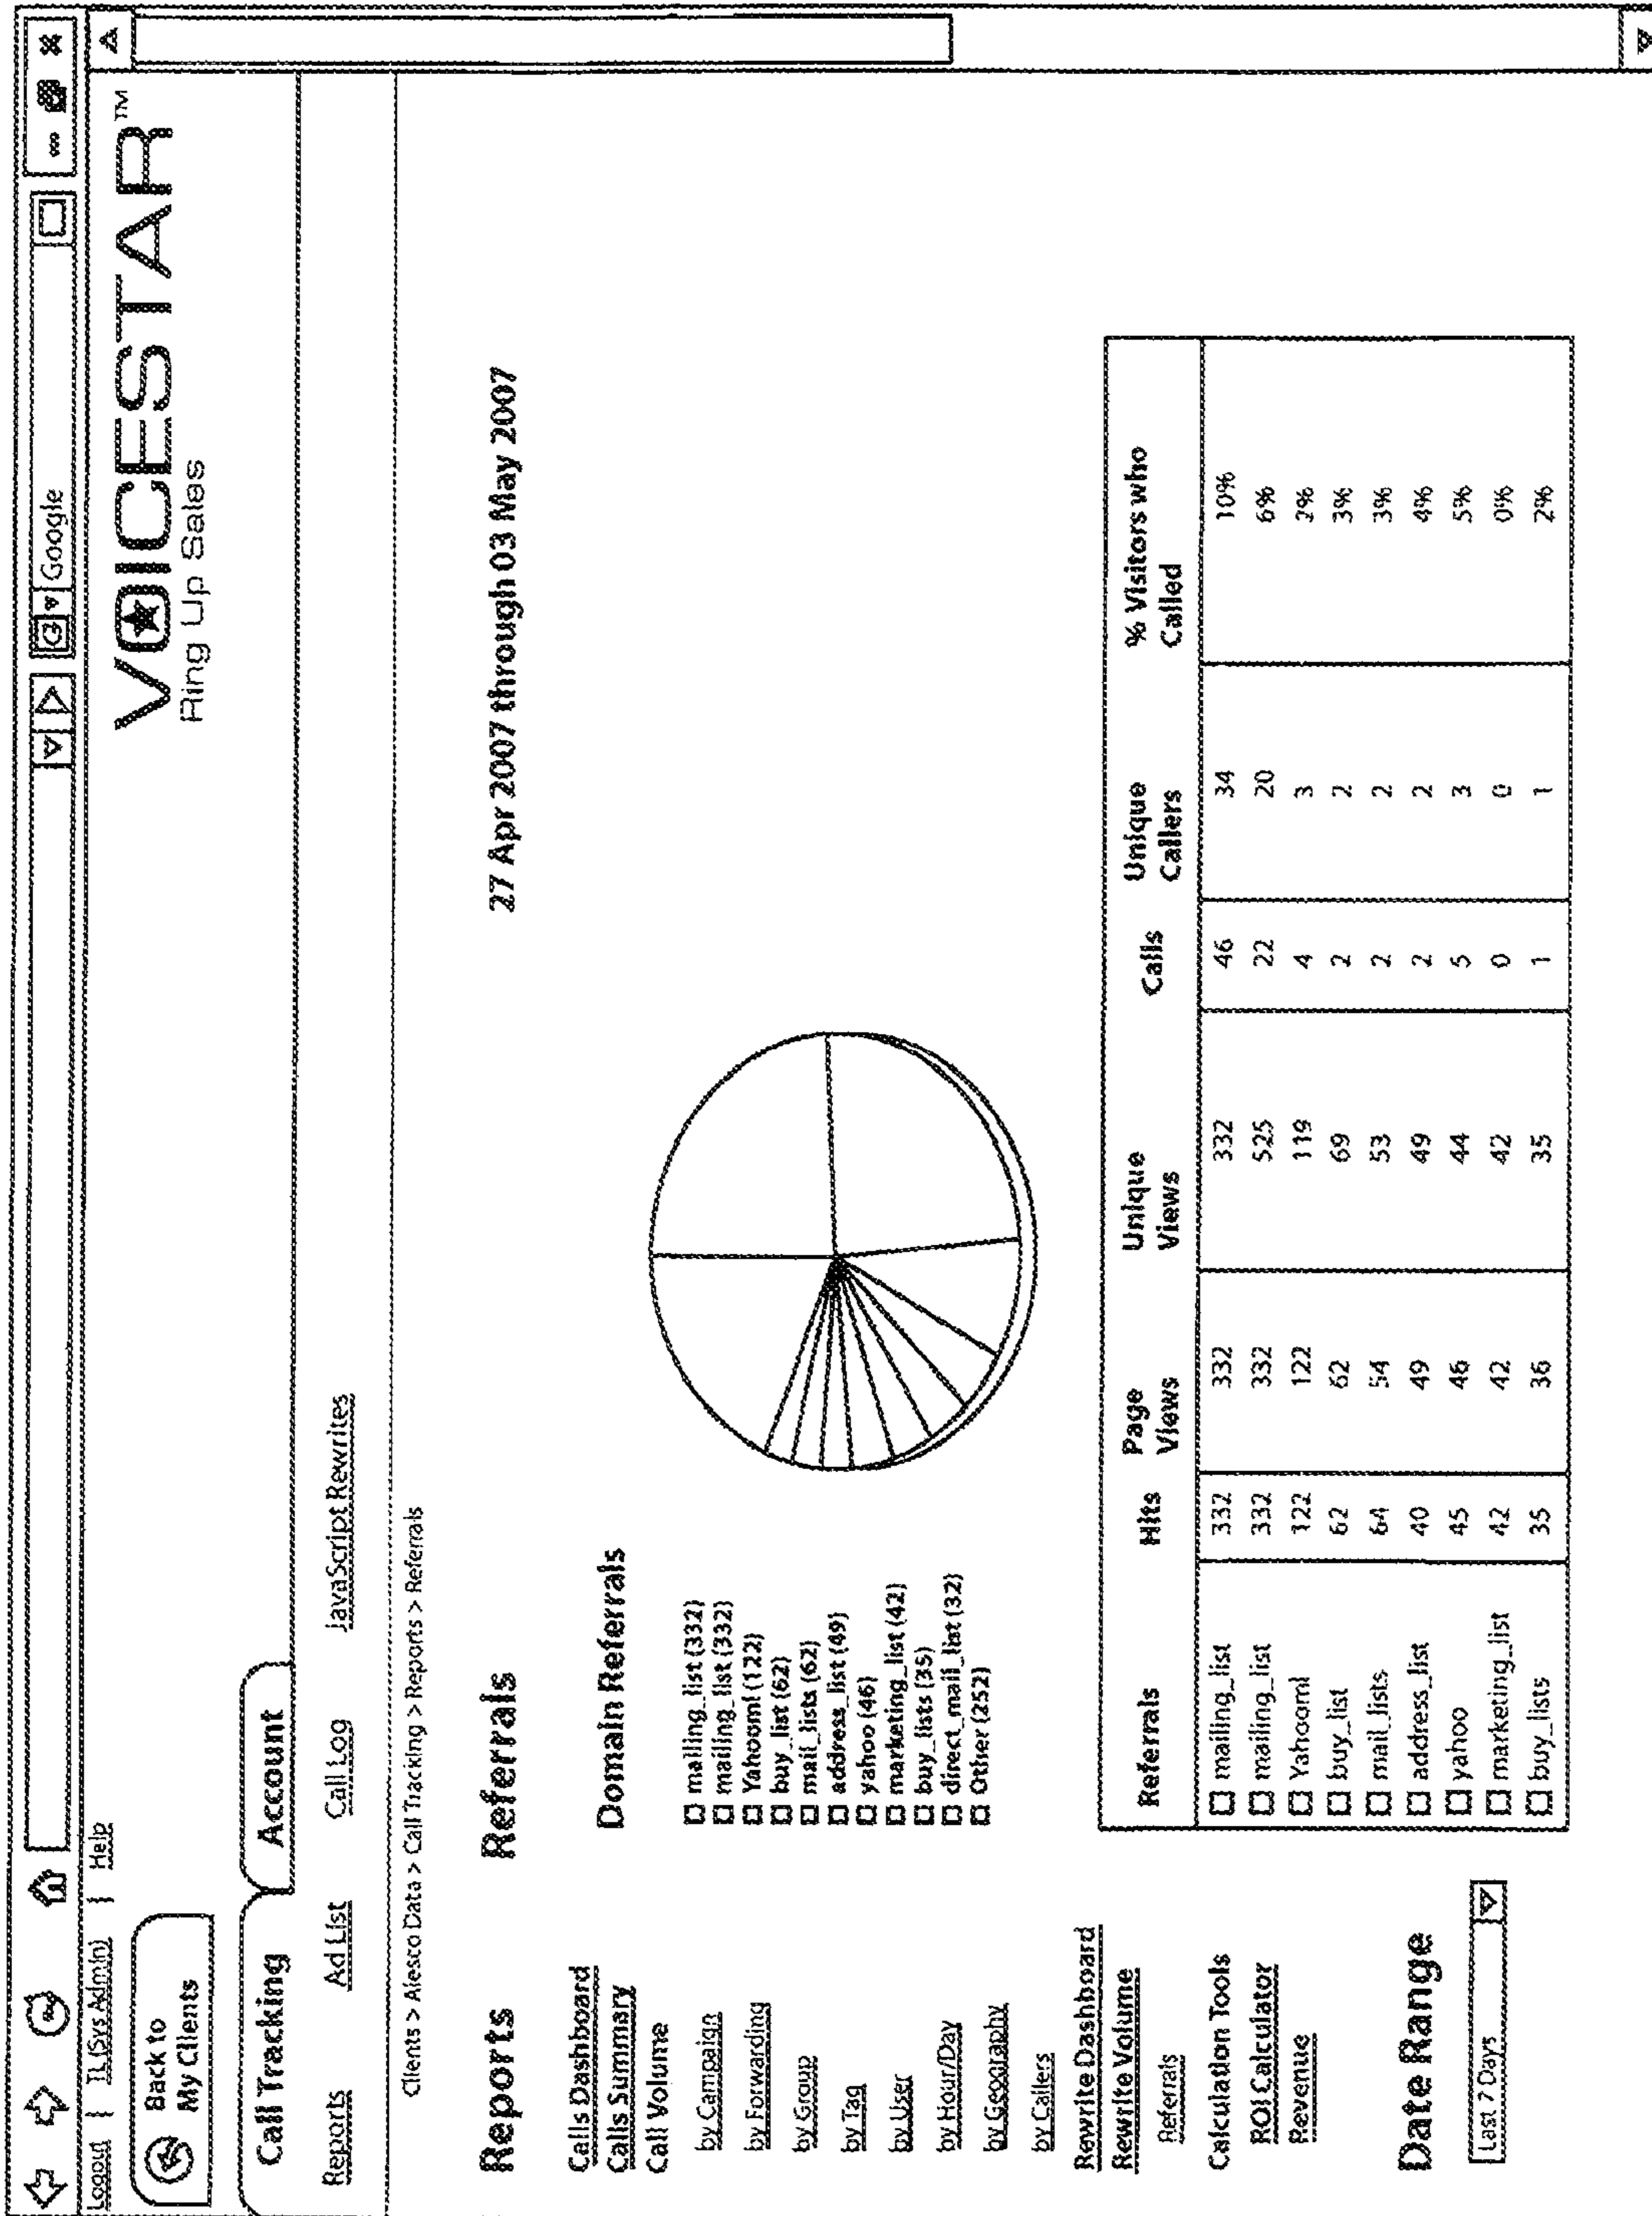 Google
Logout | TL (Sys Admin) | Help
Back to
My Clients
VOICESTAR™
Ring Up Sales
Call Tracking Account
Reports Ad List Call Log JavaScript Rewrites
Clients > Alesco Data > Call Tracking > Reports > Referrals
Reports
Calls Dashboard
Calls Summary
Call Volume
by Campaign
by Forwarding
by Group
by Tag
by User
by Hour/Day
by Geography
by Callers
Rewrite Dashboard
Rewrite Volume
Referrals
Calculation Tools
ROI Calculator
Revenue
Date Range
Last 7 Days
Referrals
27 Apr 2007 through 03 May 2007
Domain Referrals
mailing_list (332)
mailing_list (332)
Yahoom! (122)
buy_list (62)
mail_lists (62)
address_list (49)
yahoo (46)
marketing_list (42)
buy_lists (35)
direct_mail_list (32)
Other (252)
Referrals Hits Page Views Unique Views Calls Unique Callers % Visitors who Called
mailing_list 332 332 332 46 34 10%
mailing_list 332 332 525 22 20 6%
Yahooml 122 122 119 4 3 2%
buy_list 62 62 69 2 2 3%
mail_lists 64 54 53 2 2 3%
address_list 40 49 49 2 2 4%
yahoo 45 46 44 5 3 5%
marketing_list 42 42 42 0 0 0%
buy_lists 35 36 35 1 1 2%